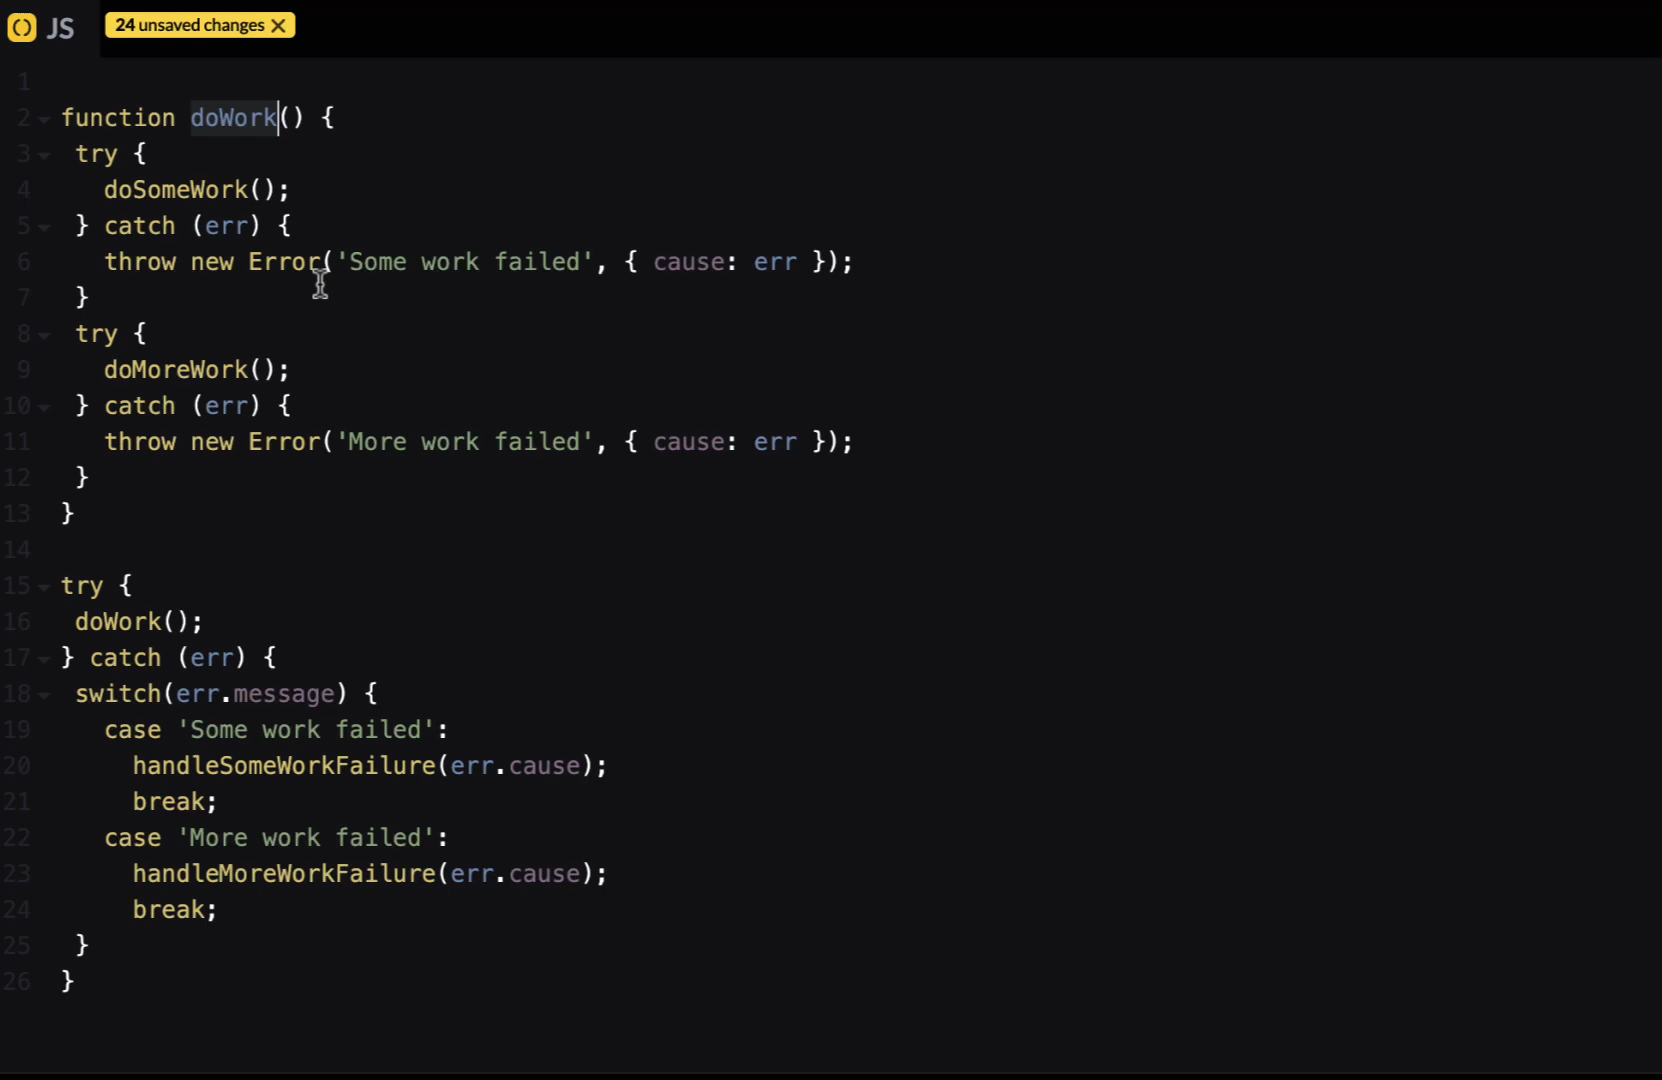 () JS 24 unsaved changes ×
1
2 function doWork() {
3 try {
4 doSomeWork();
5 } catch (err) {
6 throw new Error('Some work failed', { cause: err });
7 }
8 try {
9 doMoreWork();
10 } catch (err) {
11 throw new Error('More work failed', { cause: err });
12 }
13 }
14
15 try {
16 doWork();
17 } catch (err) {
18 switch(err.message) {
19 case 'Some work failed':
20 handleSomeWorkFailure(err.cause);
21 break;
22 case 'More work failed':
23 handleMoreWorkFailure(err.cause);
24 break;
25 }
26 }